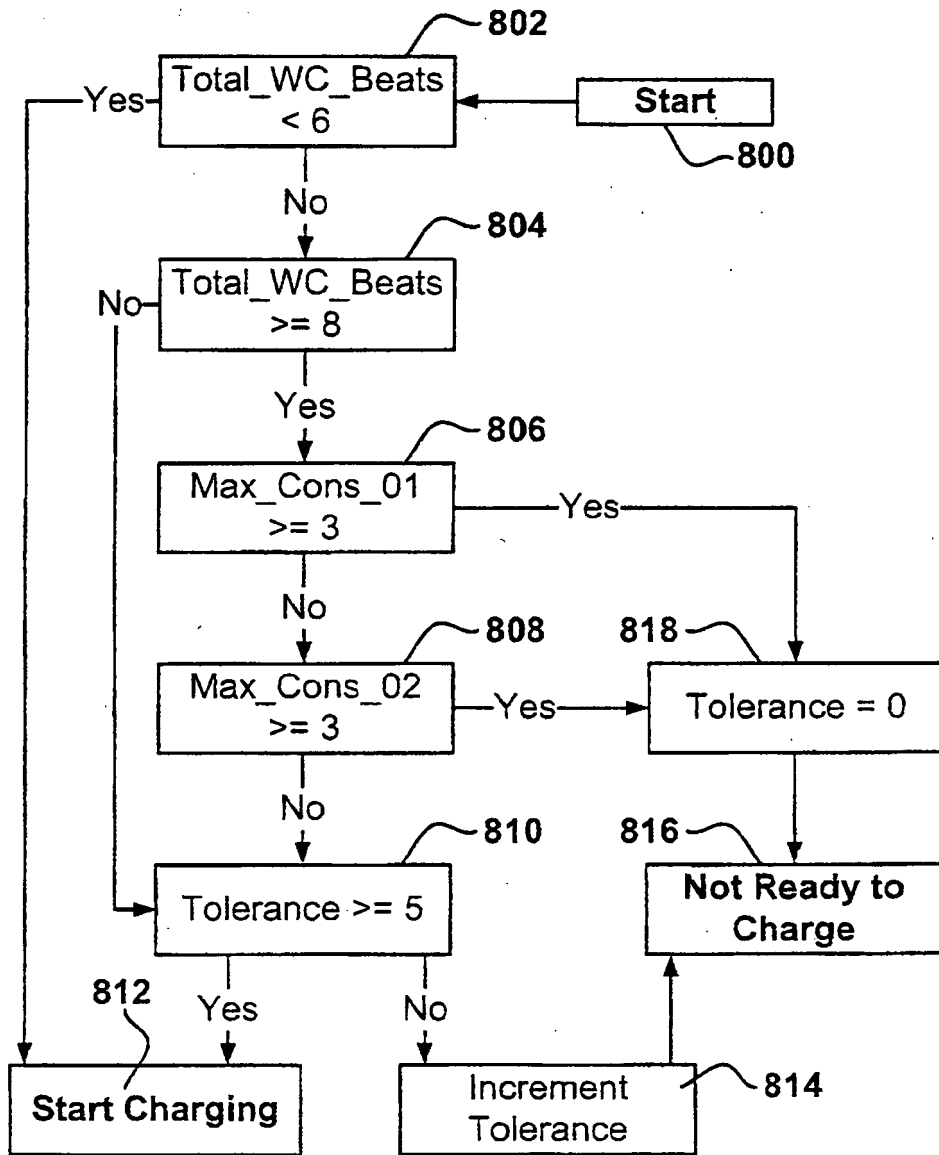 802
Total_WC_Beats
< 6
Yes
Start
800
No
804
Total_WC_Beats
>= 8
No
Yes
806
Max_Cons_01
>= 3
Yes
No
808
Max_Cons_02
>= 3
Yes
818
Tolerance = 0
No
810
Tolerance >= 5
816
Not Ready to
Charge
812
Yes
No
Start Charging
Increment
Tolerance
814